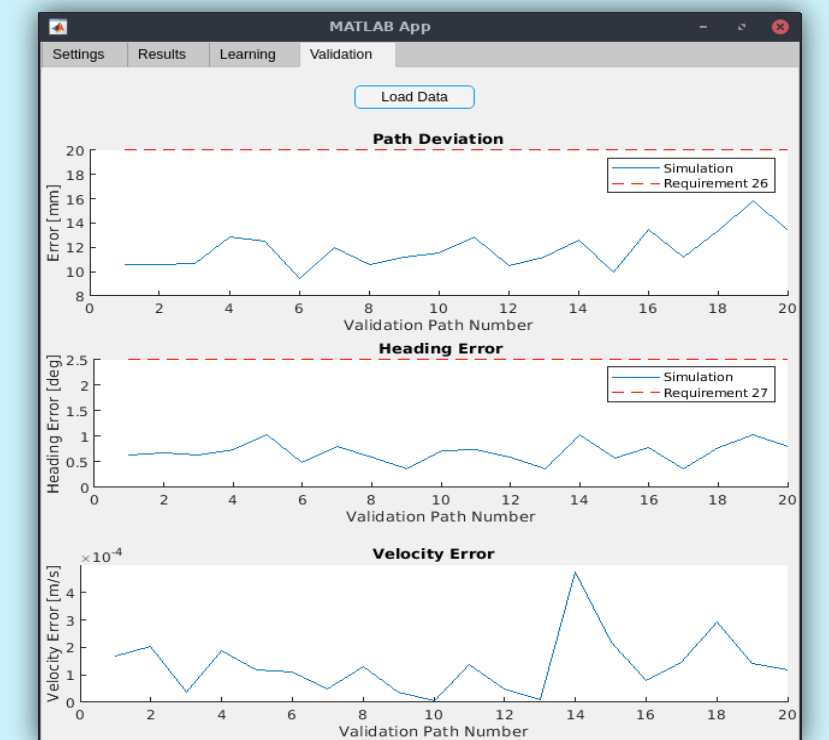 MATLAB App
Settings Results Learning Validation
Load Data
Path Deviation
Error [mm]
20
18
16
14
12
10
8
Simulation
Requirement 26
0 2 4 6 8 10 12 14 16 18 20
Validation Path Number
Heading Error
Heading Error [deg]
2.5
2
1.5
1
0.5
0
Simulation
Requirement 27
0 2 4 6 8 10 12 14 16 18 20
Validation Path Number
Velocity Error
×10⁻⁴
Velocity Error [m/s]
4
3
2
1
0
0 2 4 6 8 10 12 14 16 18 20
Validation Path Number